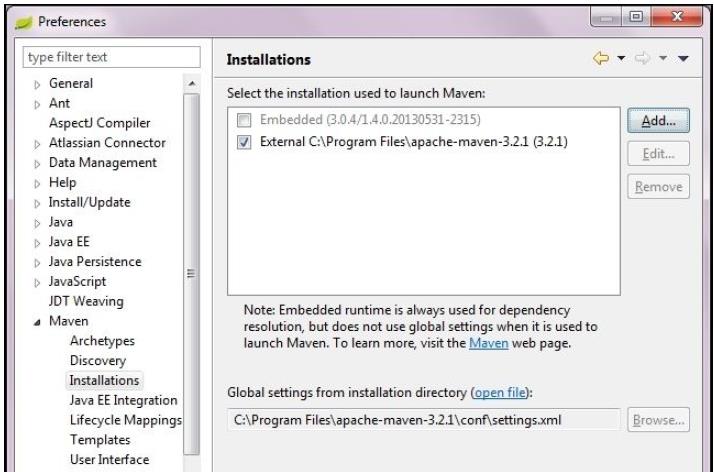 Preferences
type filter text
General
Ant
AspectJ Compiler
Atlassian Connector
Data Management
Help
Install/Update
Java
Java EE
Java Persistence
JavaScript
JDT Weaving
Maven
Archetypes
Discovery
Installations
Java EE Integration
Lifecycle Mappings
Templates
User Interface
Installations
Select the installation used to launch Maven:
Embedded (3.0.4/1.4.0.20130531-2315)
External C:\Program Files\apache-maven-3.2.1 (3.2.1)
Add...
Edit...
Remove
Note: Embedded runtime is always used for dependency
resolution, but does not use global settings when it is used to
launch Maven. To learn more, visit the Maven web page.
Global settings from installation directory (open file):
C:\Program Files\apache-maven-3.2.1\conf\settings.xml
Browse...